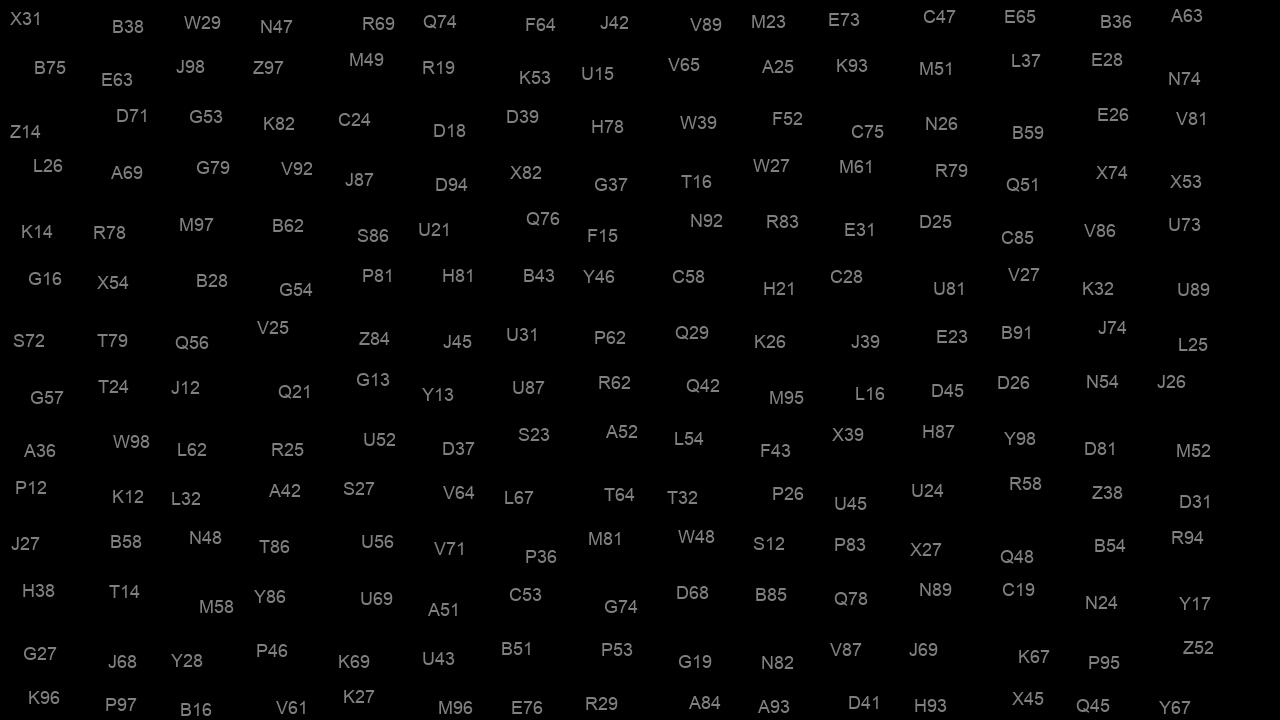 X31 B38 W29 N47 R69 Q74 F64 J42 V89 M23 E73 C47 E65 B36 A63
B75 E63 J98 Z97 M49 R19 K53 U15 V65 A25 K93 M51 L37 E28 N74
Z14 D71 G53 K82 C24 D18 D39 H78 W39 F52 C75 N26 B59 E26 V81
L26 A69 G79 V92 J87 D94 X82 G37 T16 W27 M61 R79 Q51 X74 X53
K14 R78 M97 B62 S86 U21 Q76 F15 N92 R83 E31 D25 C85 V86 U73
G16 X54 B28 G54 P81 H81 B43 Y46 C58 H21 C28 U81 V27 K32 U89
S72 T79 Q56 V25 Z84 J45 U31 P62 Q29 K26 J39 E23 B91 J74 L25
G57 T24 J12 Q21 G13 Y13 U87 R62 Q42 M95 L16 D45 D26 N54 J26
A36 W98 L62 R25 U52 D37 S23 A52 L54 F43 X39 H87 Y98 D81 M52
P12 K12 L32 A42 S27 V64 L67 T64 T32 P26 U45 U24 R58 Z38 D31
J27 B58 N48 T86 U56 V71 P36 M81 W48 S12 P83 X27 Q48 B54 R94
H38 T14 M58 Y86 U69 A51 C53 G74 D68 B85 Q78 N89 C19 N24 Y17
G27 J68 Y28 P46 K69 U43 B51 P53 G19 N82 V87 J69 K67 P95 Z52
K96 P97 B16 V61 K27 M96 E76 R29 A84 A93 D41 H93 X45 Q45 Y67